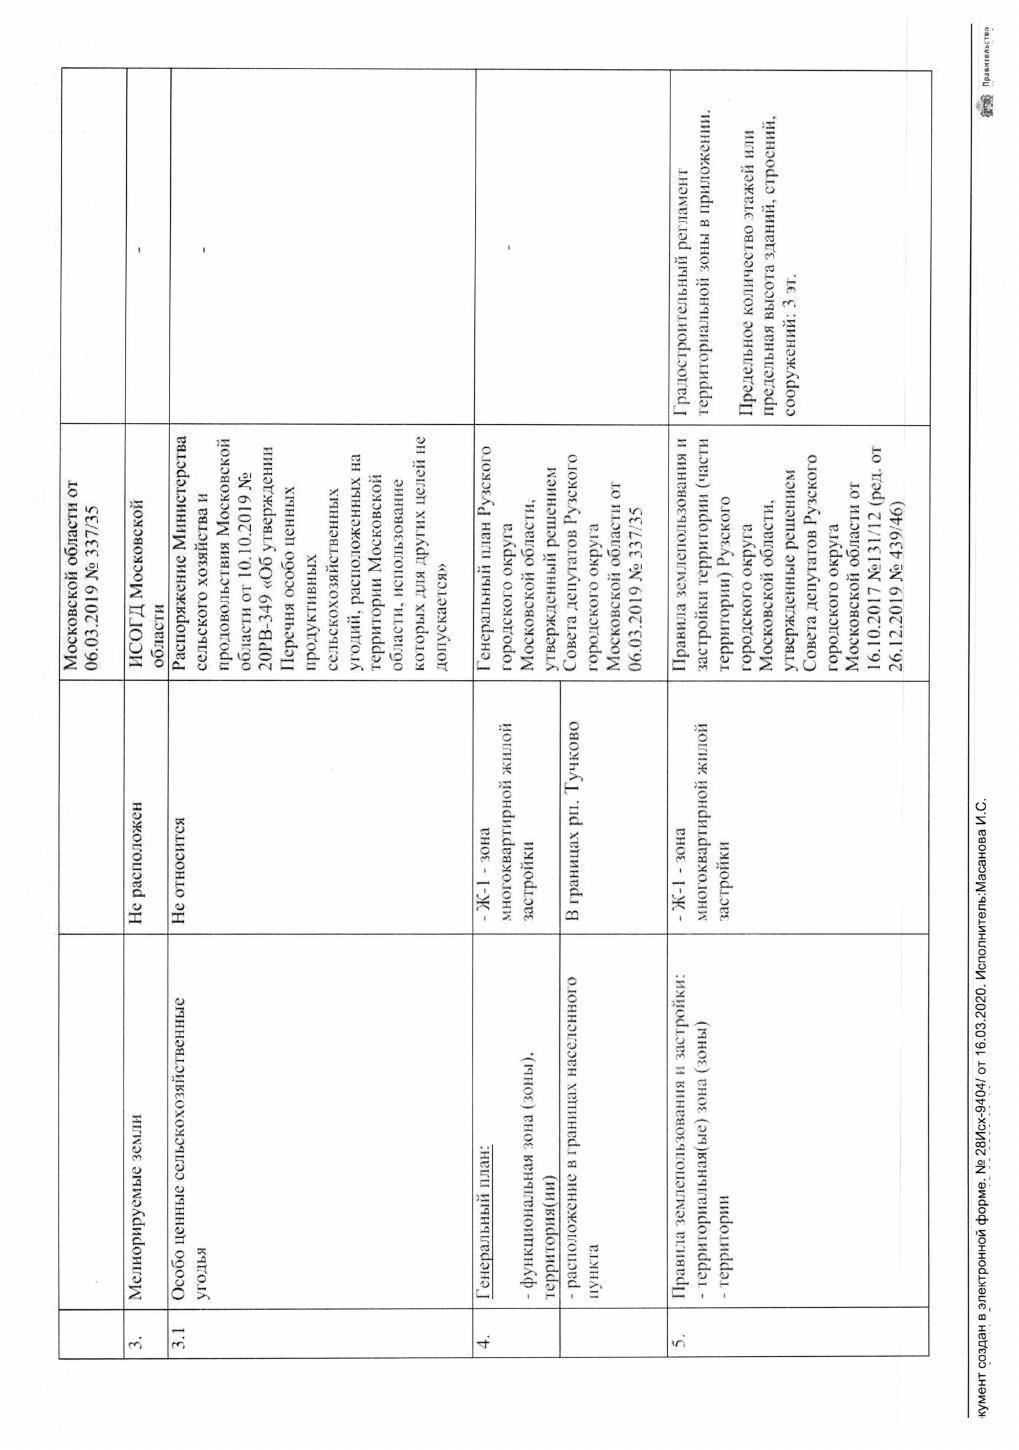 Московской области от
06.03.2019 № 337/35
3.
Мелиорируемые земли
Не расположен
ИСОГД Московской
области
-
3.1
Особо ценные сельскохозяйственные
угодья
Не относится
Распоряжение Министерства
сельского хозяйства и
продовольствия Московской
области от 10.10.2019 №
20РВ-349 «Об утверждении
Перечня особо ценных
продуктивных
сельскохозяйственных
угодий, расположенных на
территории Московской
области, использование
которых для других целей не
допускается»
-
4.
Генеральный план:
- функциональная зона (зоны),
территория(ии)
- Ж-1 - зона
многоквартирной жилой
застройки
- расположение в границах населенного
пункта
В границах рп. Тучково
Генеральный план Рузского
городского округа
Московской области,
утвержденный решением
Совета депутатов Рузского
городского округа
Московской области от
06.03.2019 № 337/35
-
5.
Правила землепользования и застройки:
- территориальная(ые) зона (зоны)
- территории
- Ж-1 - зона
многоквартирной жилой
застройки
Правила землепользования и
застройки территории (части
территории) Рузского
городского округа
Московской области,
утвержденные решением
Совета депутатов Рузского
городского округа
Московской области от
16.10.2017 №131/12 (ред. от
26.12.2019 № 439/46)
Градостроительный регламент
территориальной зоны в приложении.
Предельное количество этажей или
предельная высота зданий, строений,
сооружений: 3 эт.
кумент создан в электронной форме. № 28Исх-9404/ от 16.03.2020. Исполнитель:Масанова И.С.
Правительство